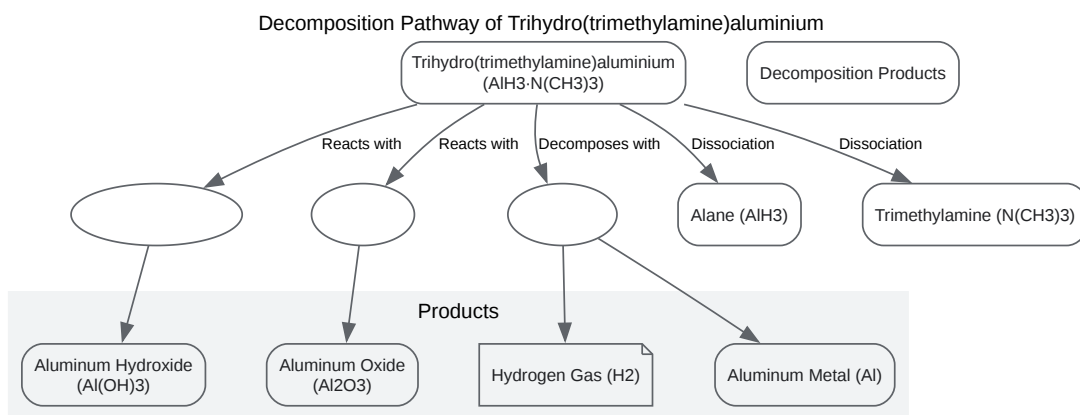 Decomposition Pathway of Trihydro(trimethylamine)aluminium
Trihydro(trimethylamine)aluminium
(AlH3·N(CH3)3)
Decomposition Products
Reacts with
Reacts with
Decomposes with
Dissociation
Dissociation
Alane (AlH3)
Trimethylamine (N(CH3)3)
Products
Aluminum Hydroxide
(Al(OH)3)
Aluminum Oxide
(Al2O3)
Hydrogen Gas (H2)
Aluminum Metal (Al)